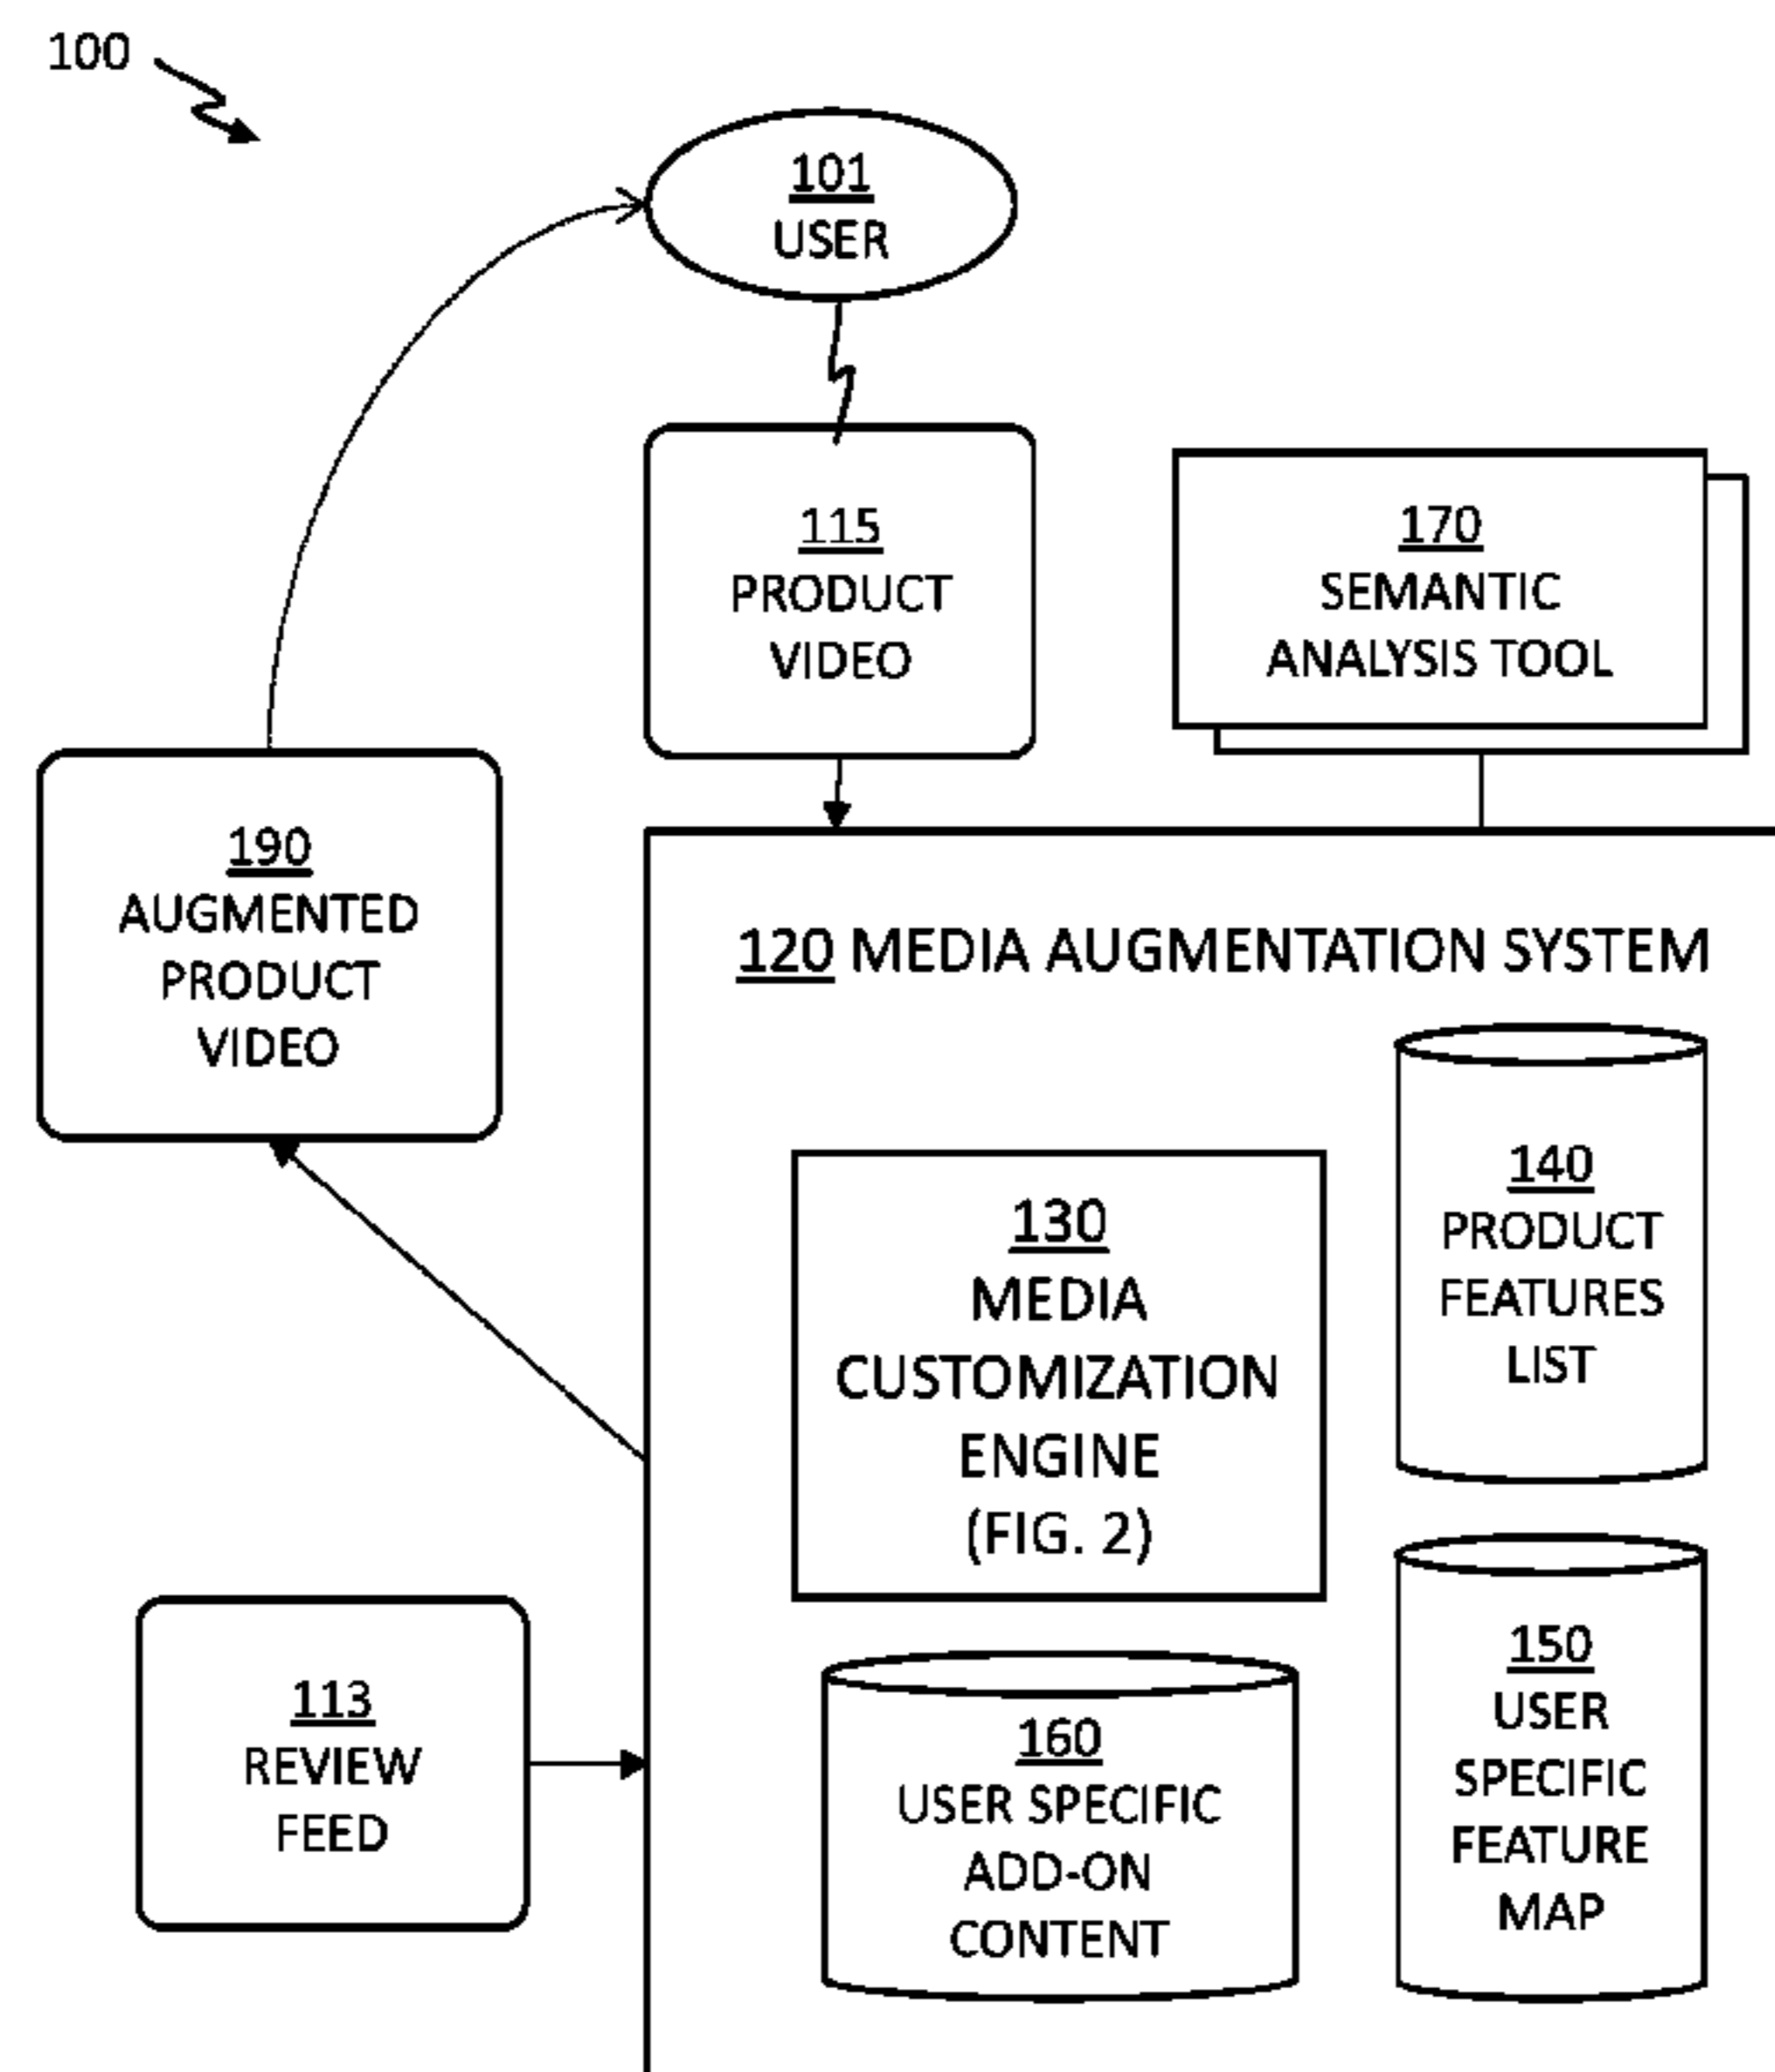 100
101
USER
115
PRODUCT
VIDEO
170
SEMANTIC
ANALYSIS TOOL
190
AUGMENTED
PRODUCT
VIDEO
120 MEDIA AUGMENTATION SYSTEM
130
MEDIA
CUSTOMIZATION
ENGINE
(FIG. 2)
140
PRODUCT
FEATURES
LIST
113
REVIEW
FEED
160
USER SPECIFIC
ADD-ON
CONTENT
150
USER
SPECIFIC
FEATURE
MAP